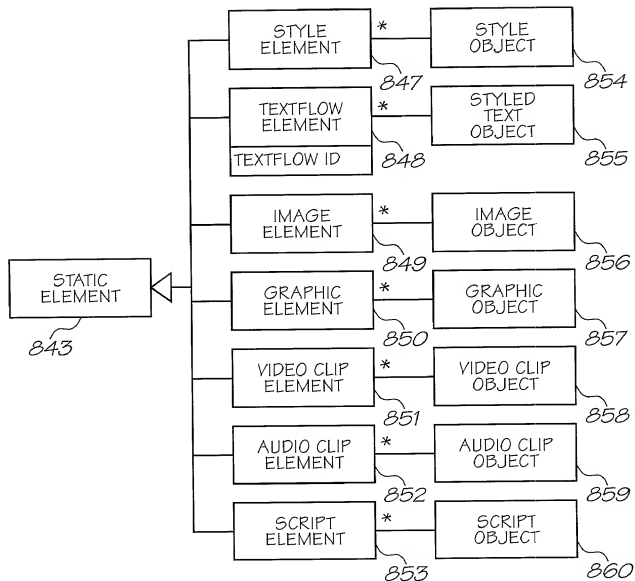 STYLE
ELEMENT
*
STYLE
OBJECT
847
854
TEXTFLOW
ELEMENT
TEXTFLOW ID
*
STYLED
TEXT
OBJECT
848
855
IMAGE
ELEMENT
*
IMAGE
OBJECT
849
856
STATIC
ELEMENT
843
GRAPHIC
ELEMENT
*
GRAPHIC
OBJECT
850
857
VIDEO CLIP
ELEMENT
*
VIDEO CLIP
OBJECT
851
858
AUDIO CLIP
ELEMENT
*
AUDIO CLIP
OBJECT
852
859
SCRIPT
ELEMENT
*
SCRIPT
OBJECT
853
860